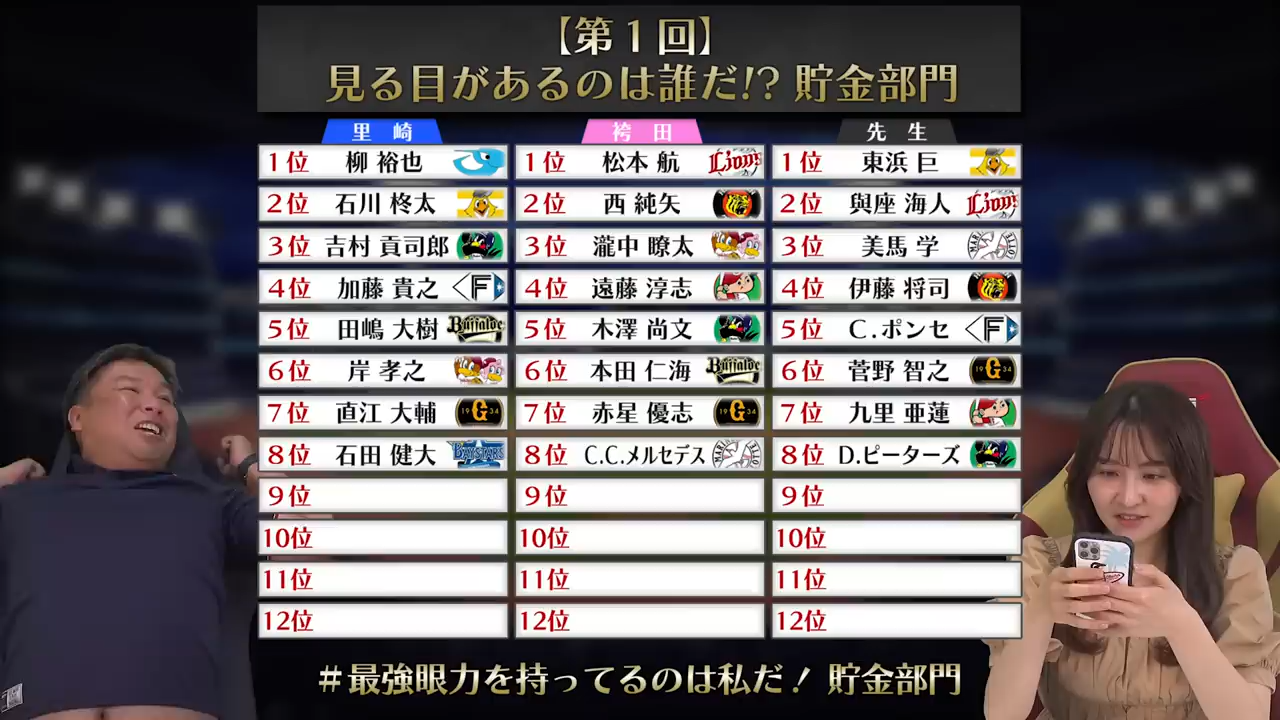 【第1回】
見る目があるのは誰だ!? 貯金部門
里崎 袴田 先生
1位 柳 裕也 1位 松本 航 Lions 1位 東浜 巨
2位 石川 柊太 2位 西 純矢 2位 與座 海人 Lions
3位 吉村 貢司郎 3位 瀧中 瞭太 3位 美馬 学
4位 加藤 貴之 F 4位 遠藤 淳志 4位 伊藤 将司
5位 田嶋 大樹 Buffaloes 5位 木澤 尚文 5位 C.ポンセ F
6位 岸 孝之 6位 本田 仁海 Buffaloes 6位 菅野 智之 19G34
7位 直江 大輔 19G34 7位 赤星 優志 19G34 7位 九里 亜蓮
8位 石田 健大 BAYSTARS 8位 C.C.メルセデス 8位 D.ピーターズ
9位 9位 9位
10位 10位 10位
11位 11位 11位
12位 12位 12位
#最強眼力を持ってるのは私だ! 貯金部門